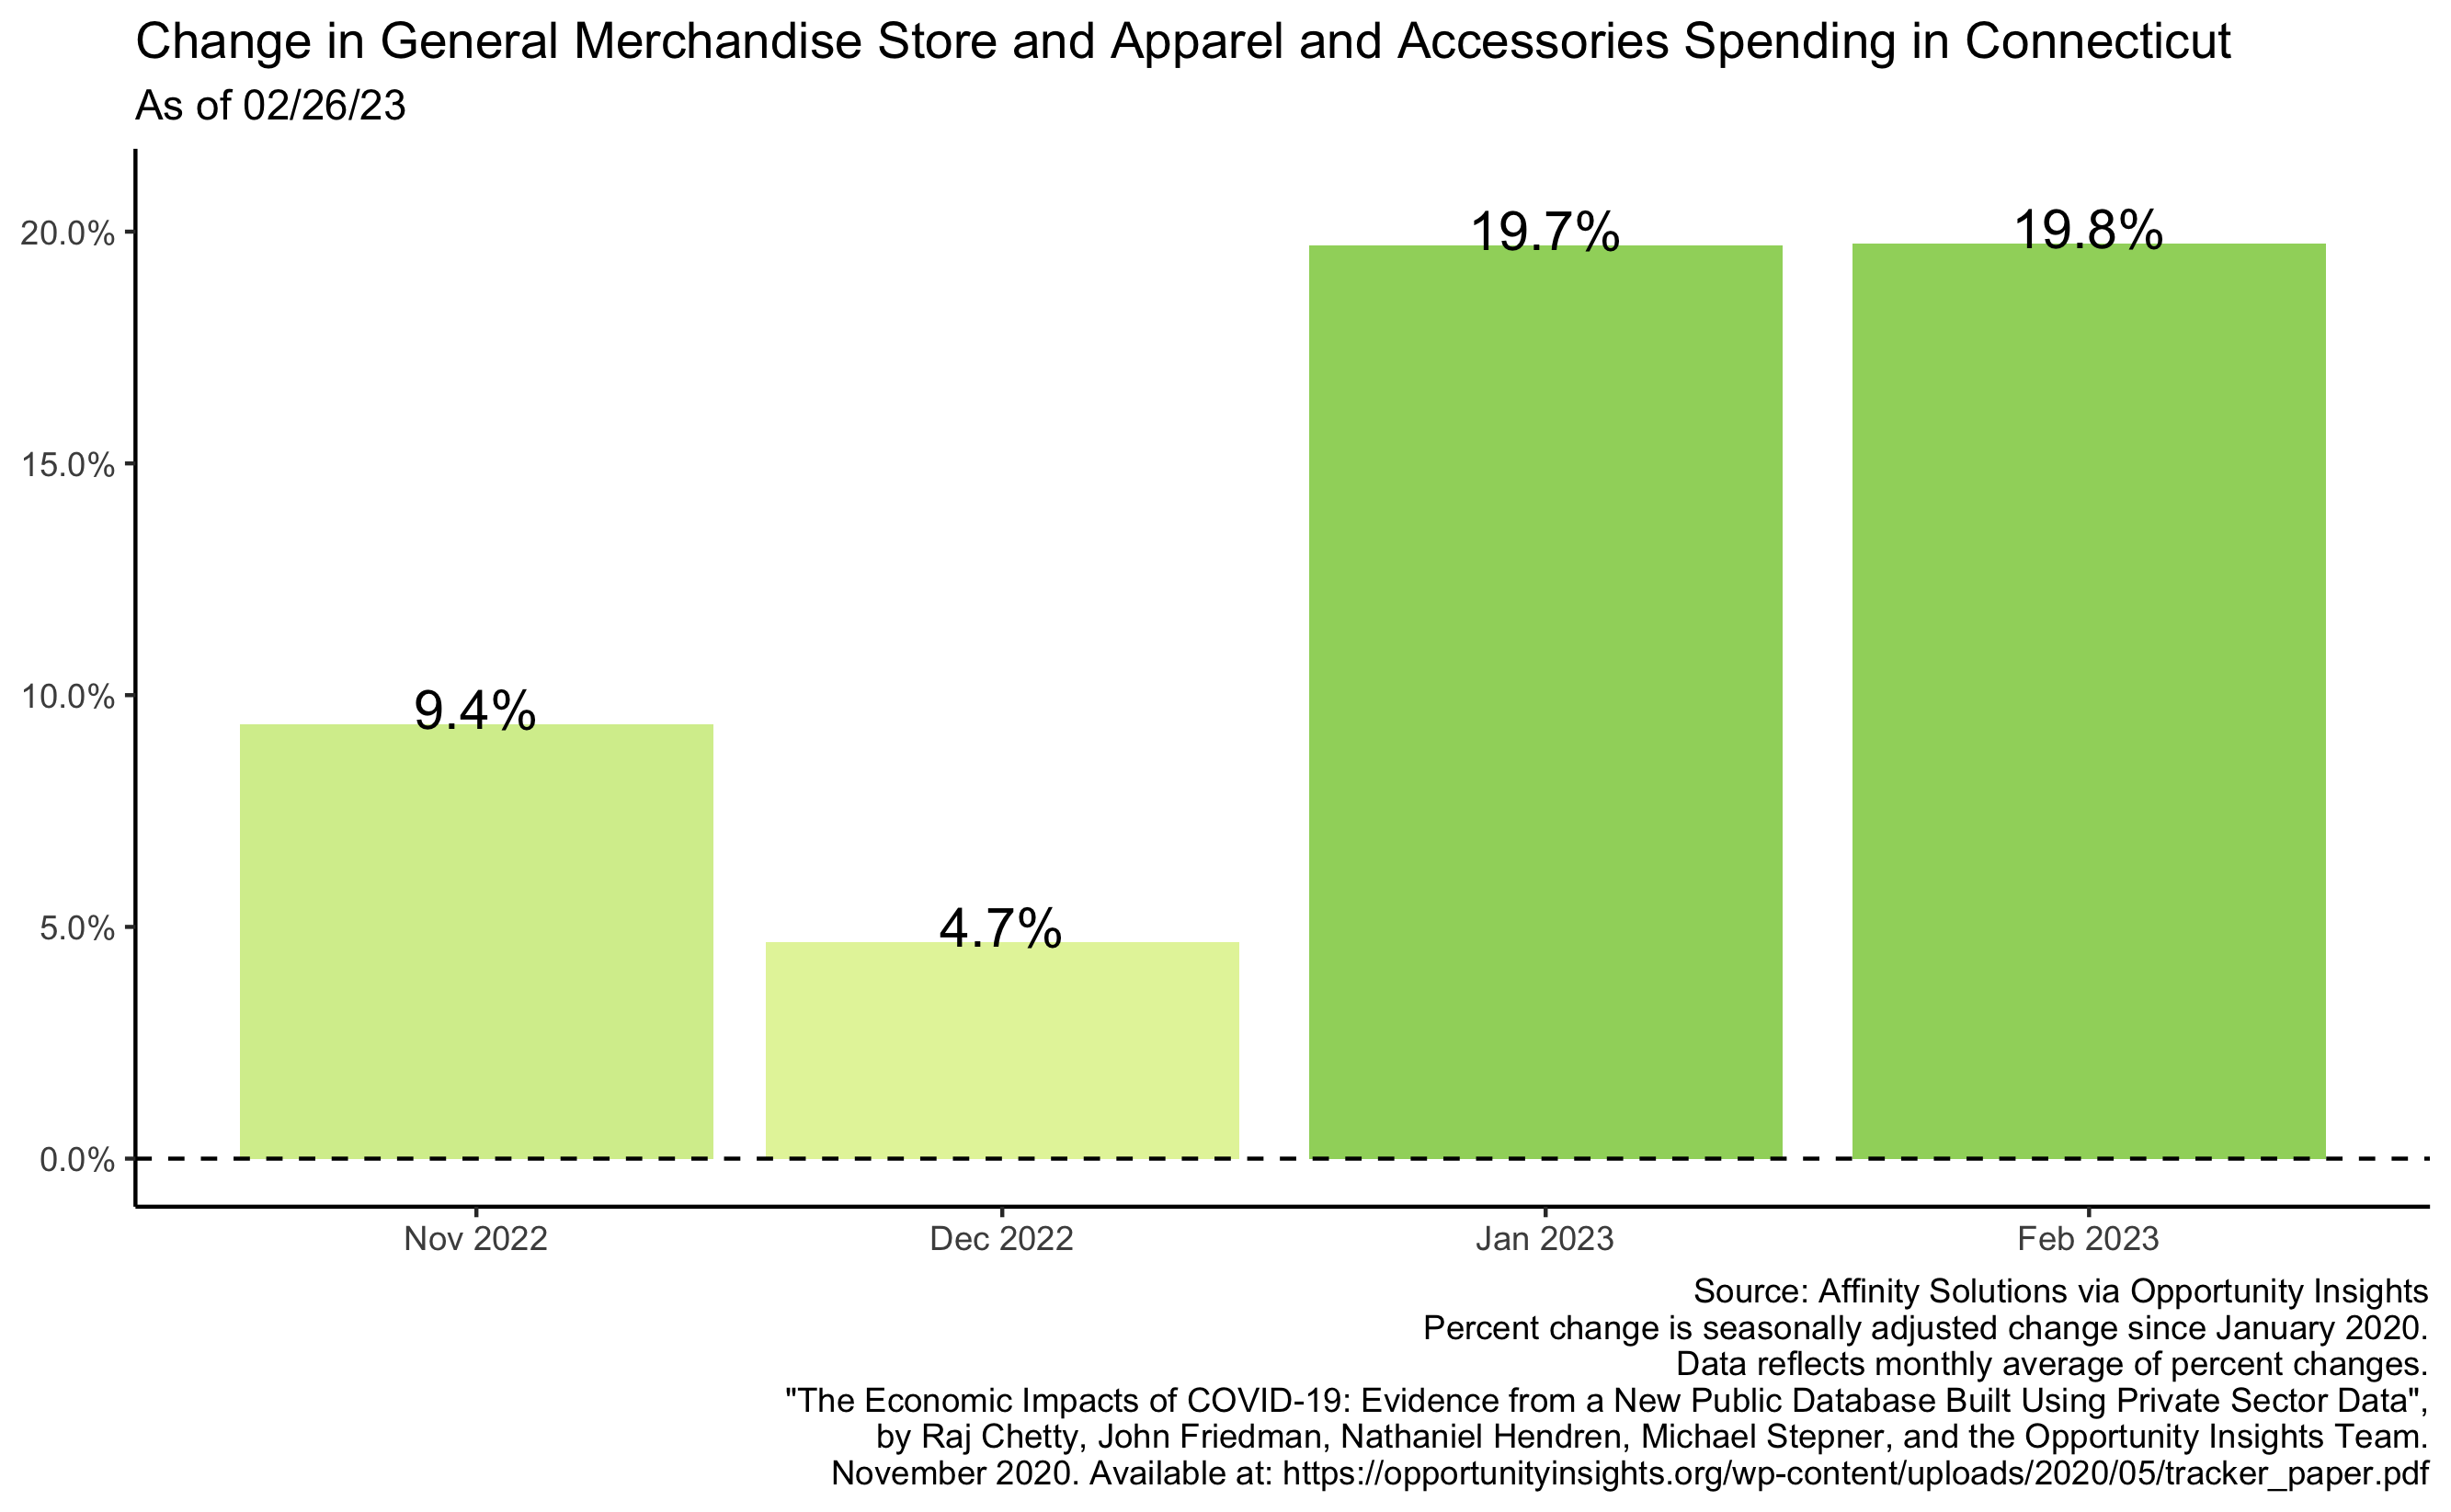 Change in General Merchandise Store and Apparel and Accessories Spending in Connecticut
As of 02/26/23
20.0%
15.0%
10.0%
5.0%
0.0%
9.4%
4.7%
19.7%
19.8%
Nov 2022
Dec 2022
Jan 2023
Feb 2023
Source: Affinity Solutions via Opportunity Insights
Percent change is seasonally adjusted change since January 2020.
Data reflects monthly average of percent changes.
"The Economic Impacts of COVID-19: Evidence from a New Public Database Built Using Private Sector Data",
by Raj Chetty, John Friedman, Nathaniel Hendren, Michael Stepner, and the Opportunity Insights Team.
November 2020. Available at: https://opportunityinsights.org/wp-content/uploads/2020/05/tracker_paper.pdf